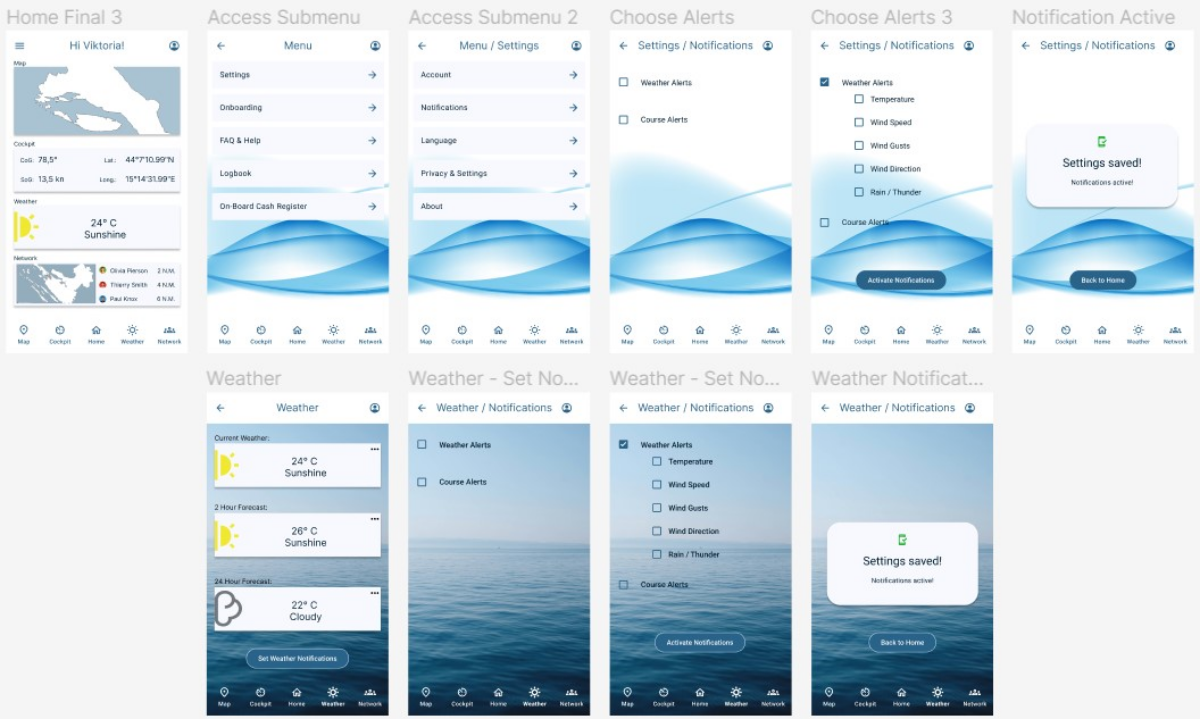 Home Final 3
Hi Viktoria!
Map
Cockpit
CoG: 78,5° Lat.: 44°7'10.99"N
SoG: 13,5 kn Long.: 15°14'31.99"E
Weather
24° C
Sunshine
Network
Olivia Pierson 2 N.M.
Thierry Smith 4 N.M.
Paul Knox 6 N.M.
Map Cockpit Home Weather Network
Access Submenu
Menu
Settings
Onboarding
FAQ & Help
Logbook
On-Board Cash Register
Map Cockpit Home Weather Network
Access Submenu 2
Menu / Settings
Account
Notifications
Language
Privacy & Settings
About
Map Cockpit Home Weather Network
Choose Alerts
Settings / Notifications
Weather Alerts
Course Alerts
Map Cockpit Home Weather Network
Choose Alerts 3
Settings / Notifications
Weather Alerts
Temperature
Wind Speed
Wind Gusts
Wind Direction
Rain / Thunder
Course Alerts
Activate Notifications
Map Cockpit Home Weather Network
Notification Active
Settings / Notifications
Settings saved!
Notifications active!
Back to Home
Map Cockpit Home Weather Network
Weather
Weather
Current Weather:
24° C
Sunshine
2 Hour Forecast:
26° C
Sunshine
24 Hour Forecast:
22° C
Cloudy
Set Weather Notifications
Map Cockpit Home Weather Network
Weather - Set No...
Weather / Notifications
Weather Alerts
Course Alerts
Map Cockpit Home Weather Network
Weather - Set No...
Weather / Notifications
Weather Alerts
Temperature
Wind Speed
Wind Gusts
Wind Direction
Rain / Thunder
Course Alerts
Activate Notifications
Map Cockpit Home Weather Network
Weather Notificat...
Weather / Notifications
Settings saved!
Notifications active!
Back to Home
Map Cockpit Home Weather Network